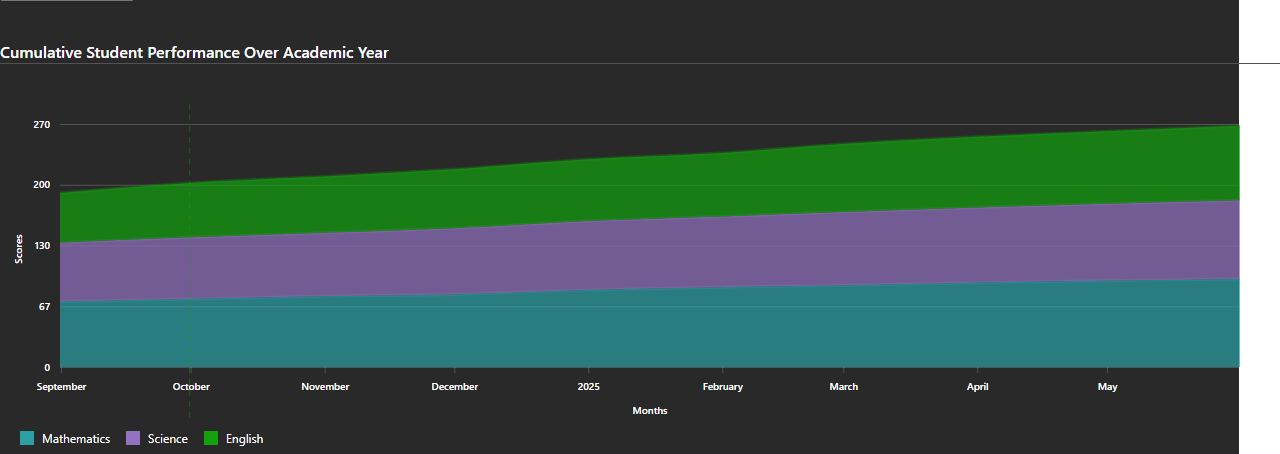 Cumulative Student Performance Over Academic Year
270
200
130
67
0
Scores
September October November December 2025 February March April May
Months
Mathematics Science English